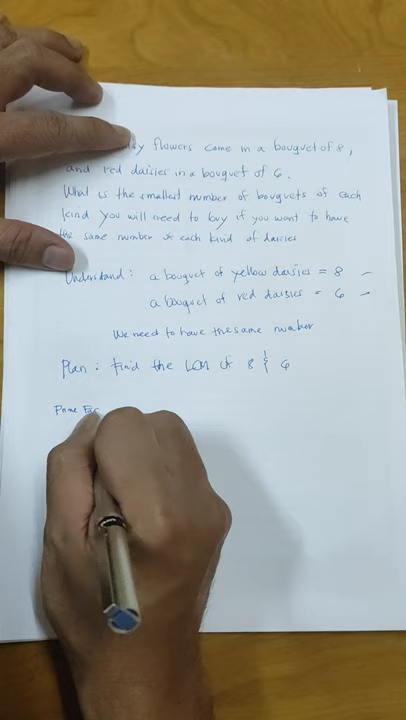 flowers come in a bouquet of 8,
and red daisies in a bouquet of 6.
What is the smallest number of bouquets of each
kind you will need to buy if you want to have
the same number of each kind of daisies
Understand : a bouquet of yellow daisies = 8 -
a bouquet of red daisies = 6 -
We need to have the same number
Plan : find the LCM of 8 & 6
Prime Fac